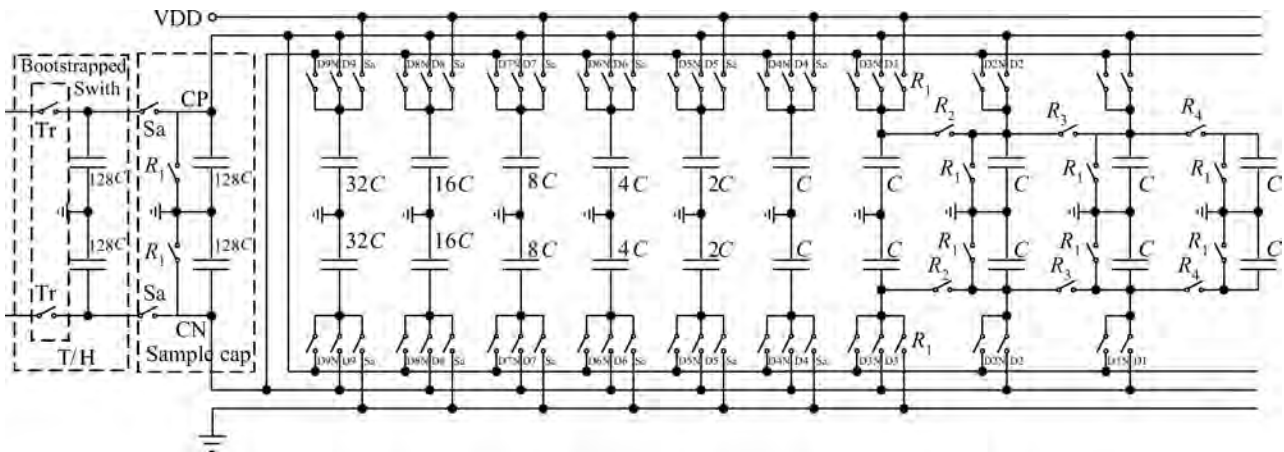 VDD
Bootstrapped
Swith
CP
Tr
Sa
R1
128C
128C
128C
128C
R1
Tr
Sa
CN
T/H
Sample cap
D9N D9 Sa
D8N D8 Sa
D7S D7 Sa
D6N D6 Sa
D5N D5 Sa
D4N D4 Sa
D3N D1
R1
D2N D2
R2
R3
R4
32C
16C
8C
4C
2C
C
C
R1
C
R1
C
R1
C
32C
16C
8C
4C
2C
C
C
R1
C
R1
C
R1
C
R2
R3
R4
D9N D9 Sa
D8N D8 Sa
D7S D7 Sa
D6N D6 Sa
D5N D5 Sa
D4N D4 Sa
D3N D3
R1
D2N D2
D1